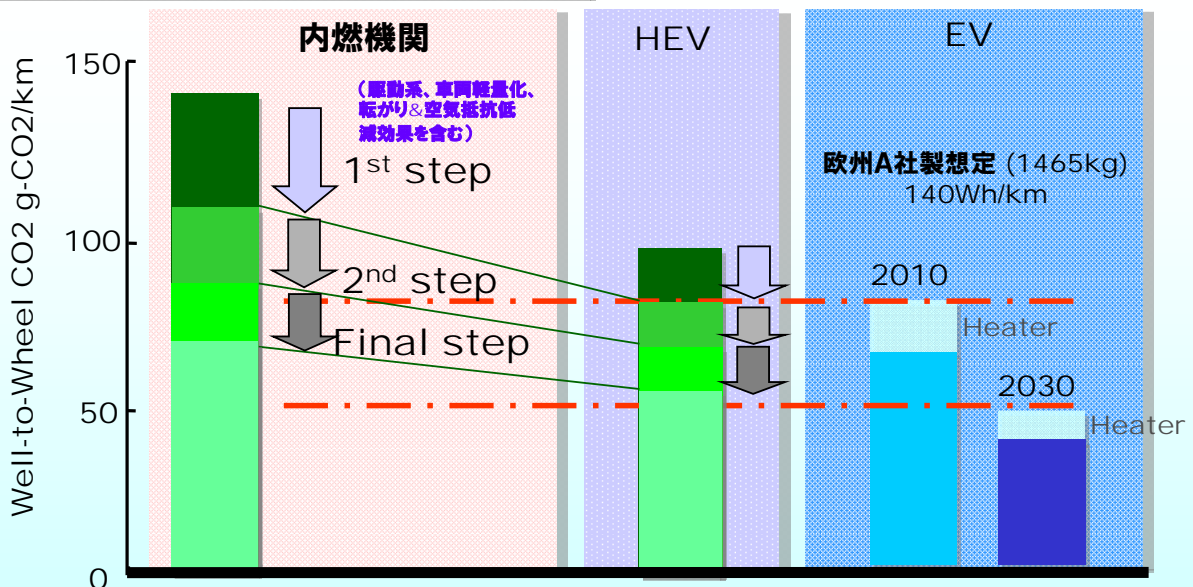 Well-to-Wheel CO2 g-CO2/km
150
100
50
0
内燃機関
(駆動系、車両軽量化、
転がり&空気抵抗低
減効果を含む)
1st step
2nd step
Final step
HEV
EV
欧州A社製想定 (1465kg)
140Wh/km
2010
Heater
2030
Heater